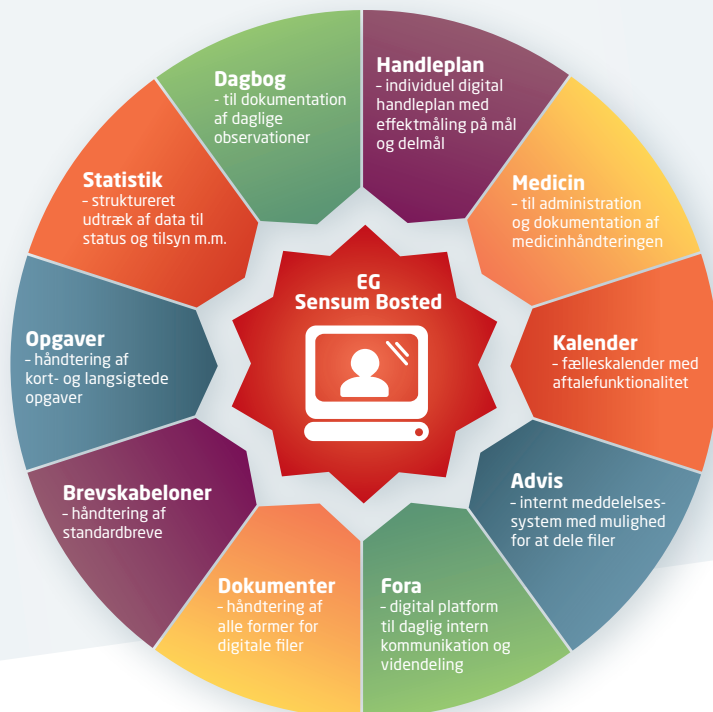 Handleplan
– individuel digital
handleplan med
effektmåling på mål
og delmål
Medicin
– til administration
og dokumentation af
medicinhåndteringen
Kalender
– fælleskalender med
aftalefunktionalitet
Advis
– internt meddelelses-
system med mulighed
for at dele filer
Fora
– digital platform
til daglig intern
kommunikation og
videndeling
Dokumenter
– håndtering af
alle former for
digitale filer
Brevskabeloner
– håndtering af
standardbreve
Opgaver
– håndtering af
kort- og langsigtede
opgaver
Statistik
– struktureret
udtræk af data til
status og tilsyn m.m.
Dagbog
- til dokumentation
af daglige
observationer
EG
Sensum Bosted